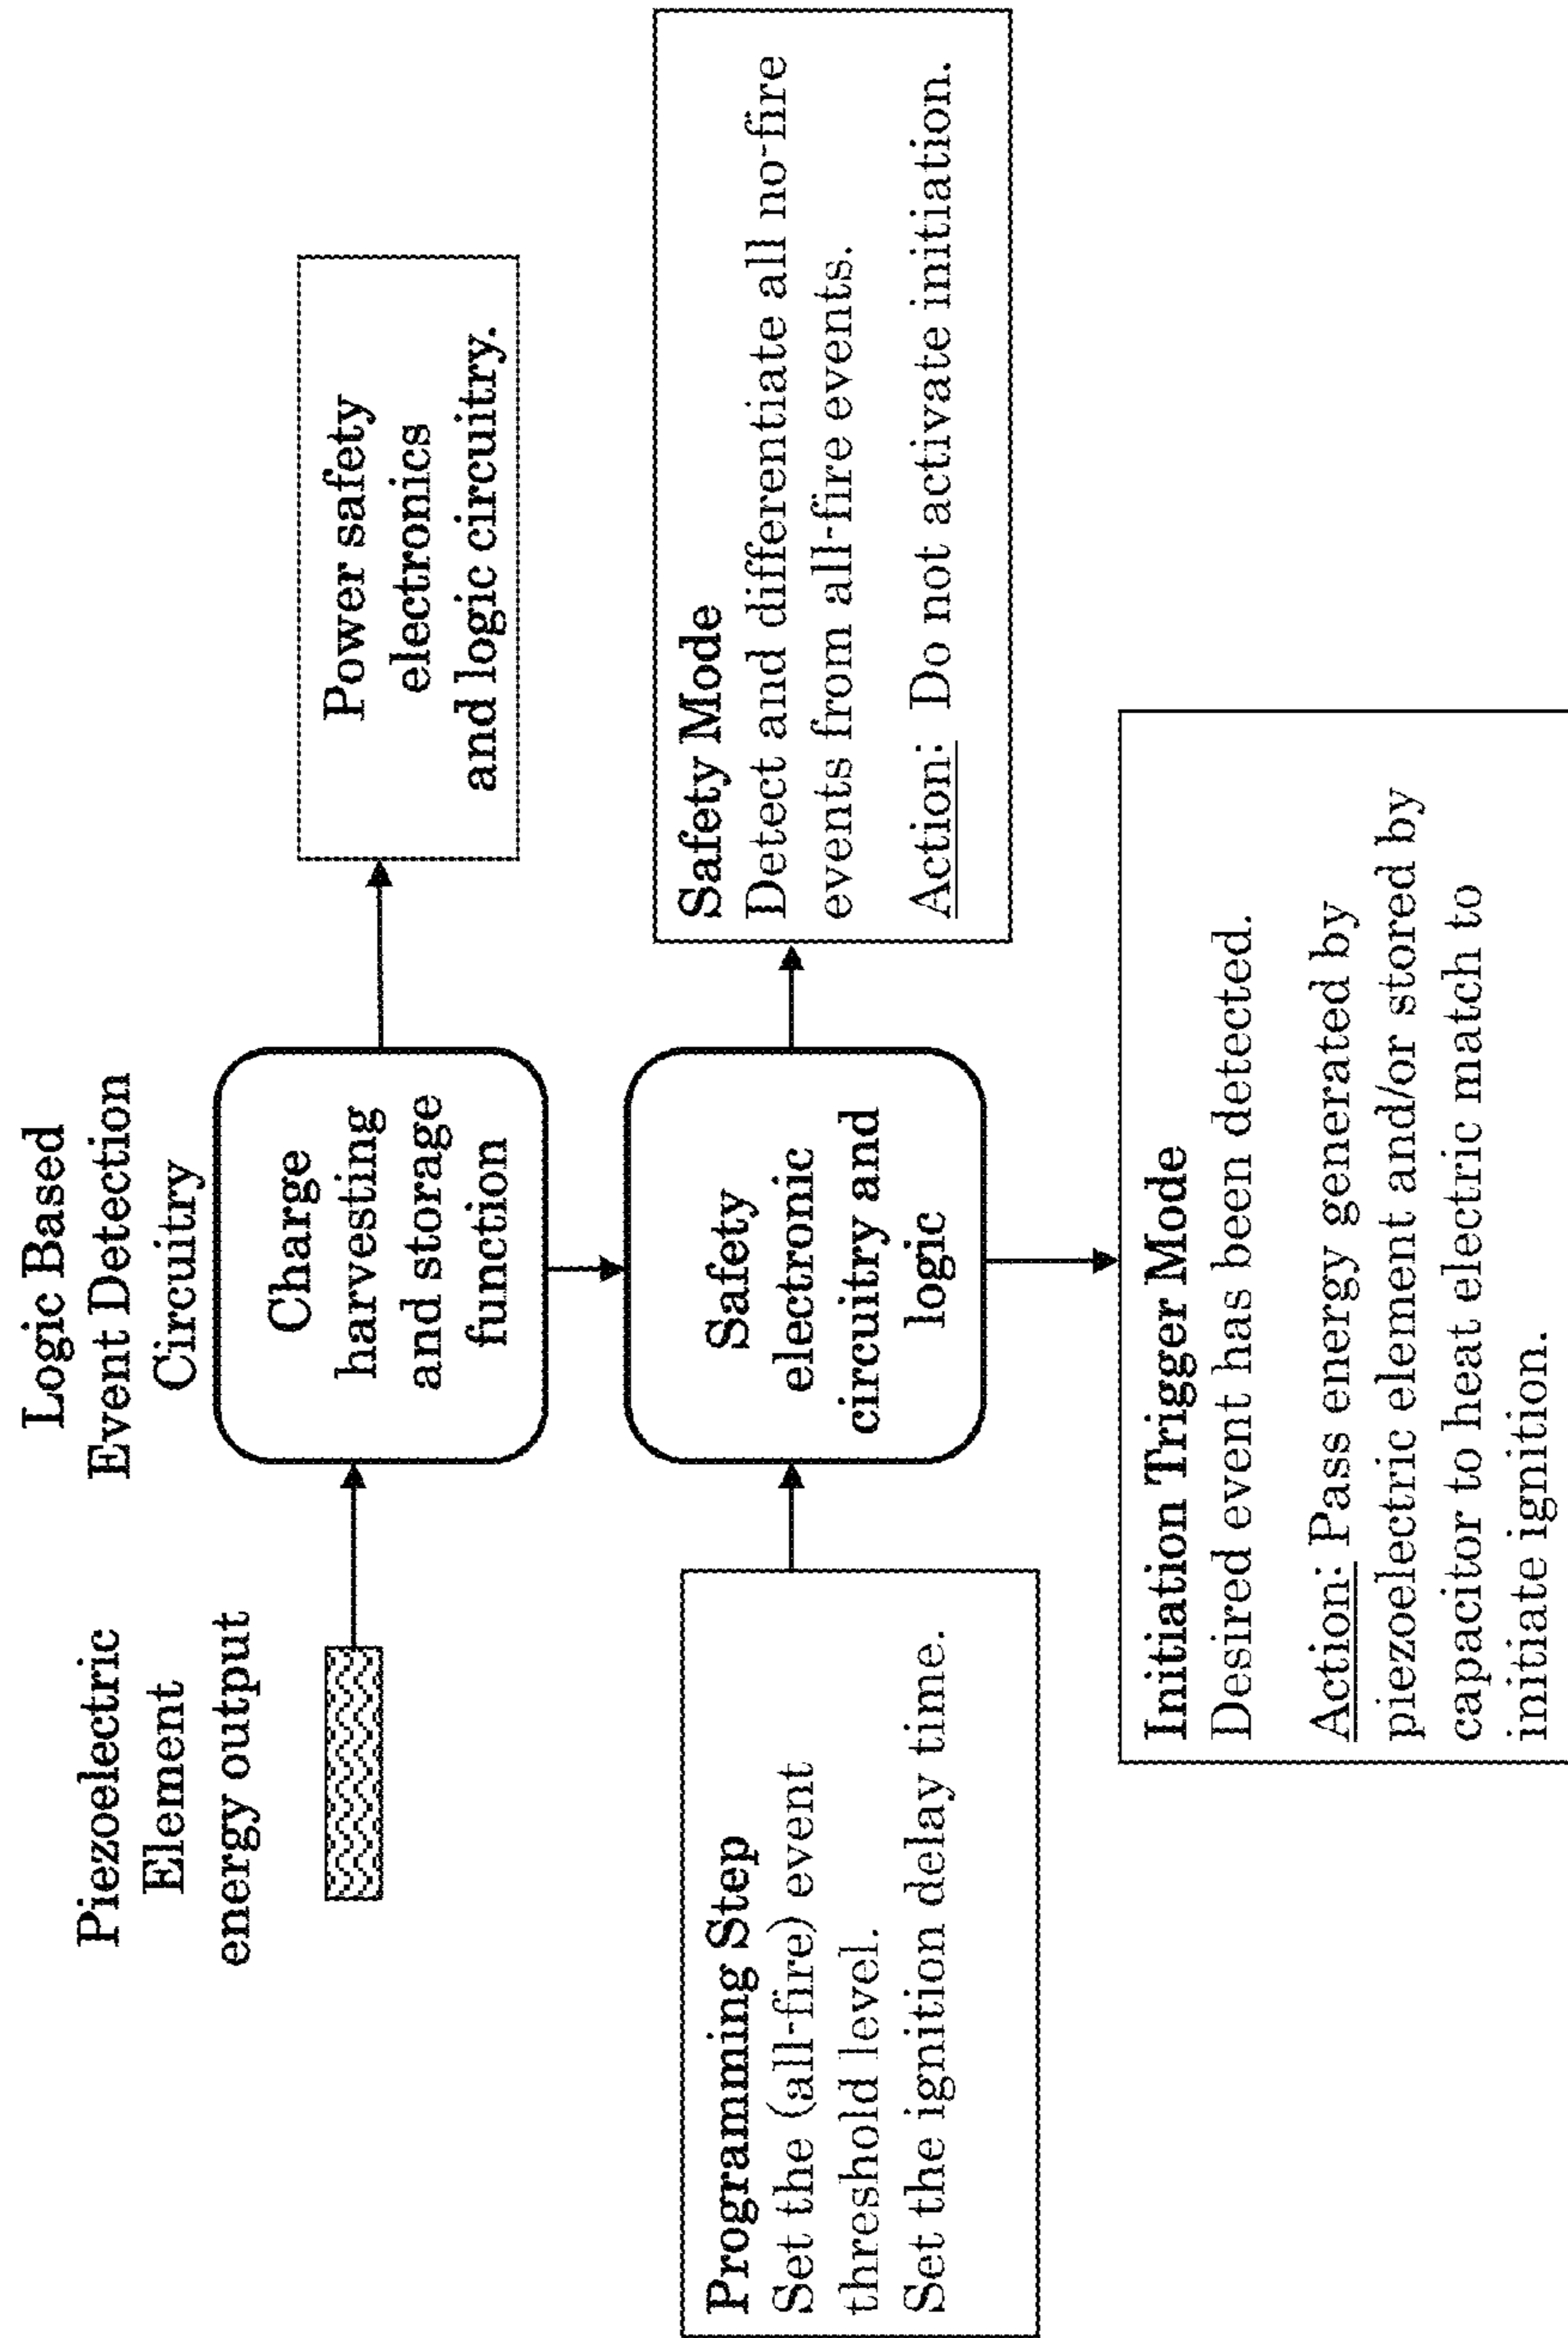 Piezoelectric
Element
energy output
Logic Based
Event Detection
Circuitry
Charge
harvesting
and storage
function
Power safety
electronics
and logic circuitry.
Programming Step
Set the (all-fire) event
threshold level.
Set the ignition delay time.
Safety
electronic
circuitry and
logic
Safety Mode
Detect and differentiate all no-fire
events from all-fire events.
Action: Do not activate initiation.
Initiation Trigger Mode
Desired event has been detected.
Action: Pass energy generated by
piezoelectric element and/or stored by
capacitor to heat electric match to
initiate ignition.